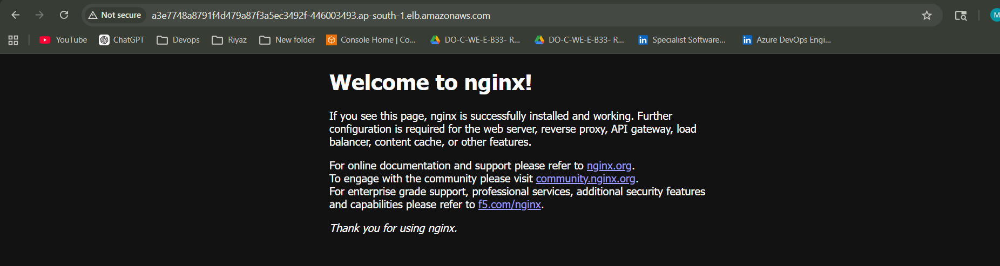 Not secure a3e7748a8791f4d479a87f3a5ec3492f-446003493.ap-south-1.elb.amazonaws.com M
YouTube ChatGPT Devops Riyaz New folder Console Home | Co... DO-C-WE-E-B33- R... DO-C-WE-E-B33- R... in Specialist Software... in Azure DevOps Engi...
Welcome to nginx!
If you see this page, nginx is successfully installed and working. Further
configuration is required for the web server, reverse proxy, API gateway, load
balancer, content cache, or other features.
For online documentation and support please refer to nginx.org.
To engage with the community please visit community.nginx.org.
For enterprise grade support, professional services, additional security features
and capabilities please refer to f5.com/nginx.
Thank you for using nginx.